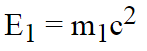 E₁ = m₁c²